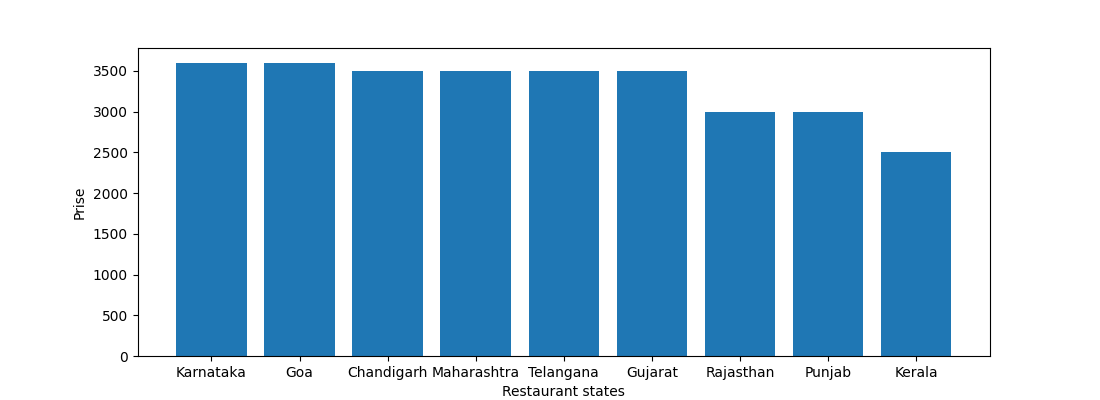 3500
3000
2500
2000
1500
1000
500
0
Prise
Karnataka Goa Chandigarh Maharashtra Telangana Gujarat Rajasthan Punjab Kerala
Restaurant states